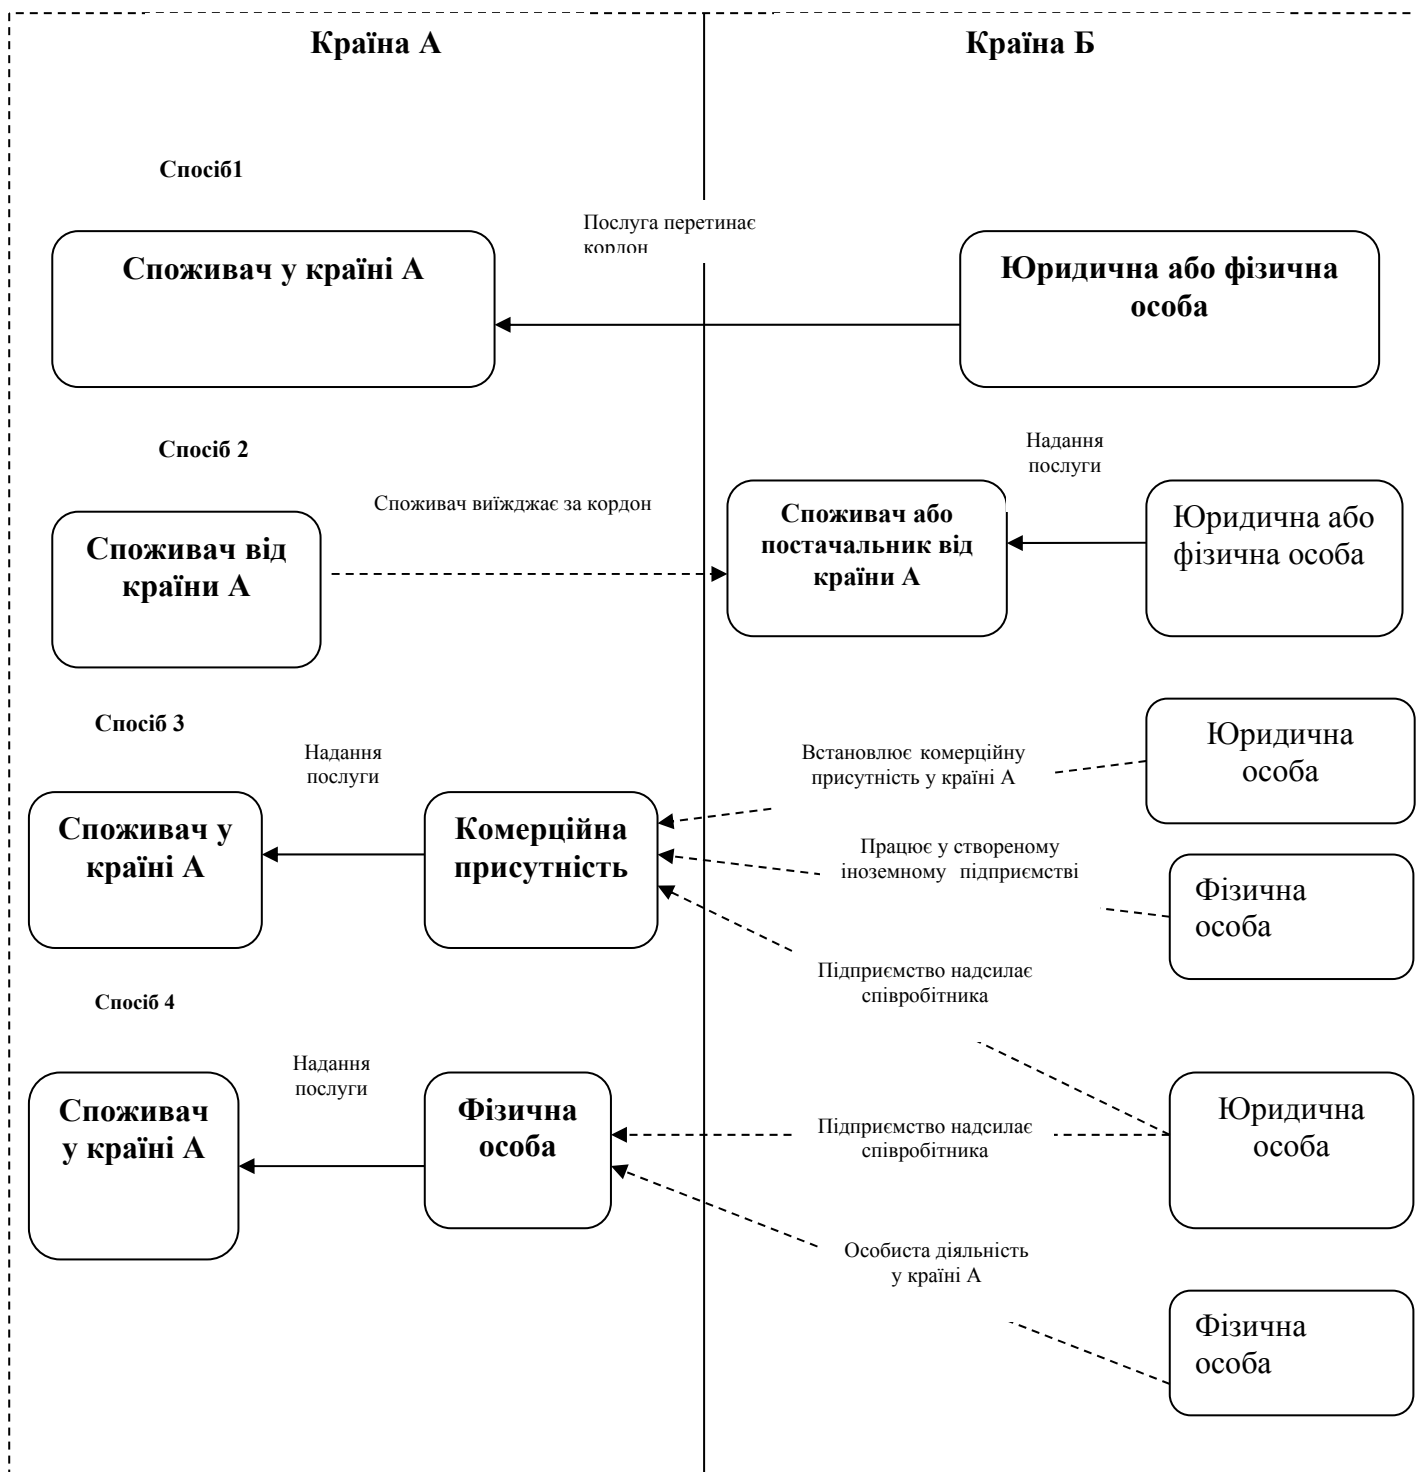 Країна А
Країна Б
Спосіб1
Послуга перетинає
кордон
Споживач у країні А
Юридична або фізична
особа
Спосіб 2
Надання
послуги
Споживач виїжджає за кордон
Споживач від
країни А
Споживач або
постачальник від
країни А
Юридична або
фізична особа
Спосіб 3
Надання
послуги
Встановлює комерційну
присутність у країні А
Юридична
особа
Споживач у
країні А
Комерційна
присутність
Працює у створеному
іноземному підприємстві
Фізична
особа
Підприємство надсилає
співробітника
Спосіб 4
Надання
послуги
Споживач
у країні А
Фізична
особа
Підприємство надсилає
співробітника
Юридична
особа
Особиста діяльність
у країні А
Фізична
особа